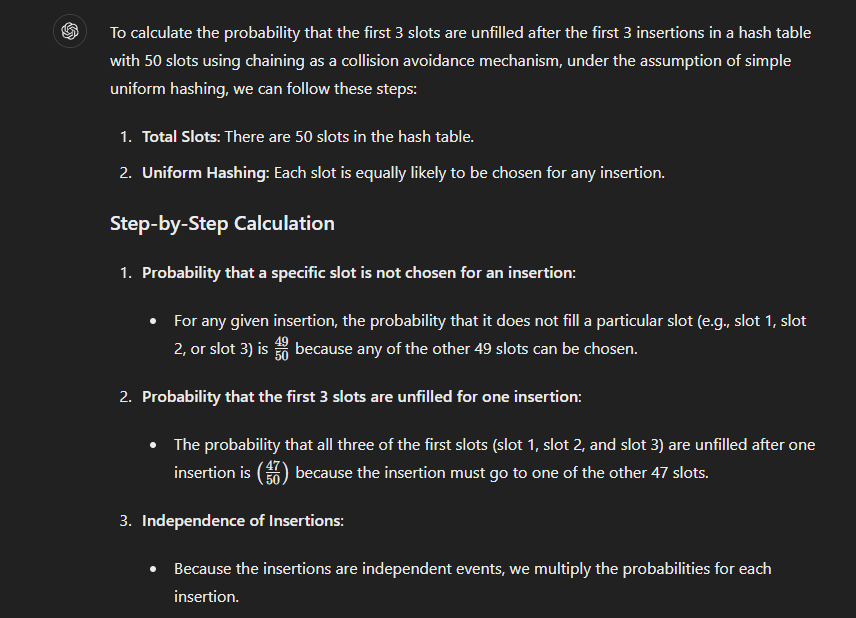 To calculate the probability that the first 3 slots are unfilled after the first 3 insertions in a hash table
with 50 slots using chaining as a collision avoidance mechanism, under the assumption of simple
uniform hashing, we can follow these steps:
1. Total Slots: There are 50 slots in the hash table.
2. Uniform Hashing: Each slot is equally likely to be chosen for any insertion.
Step-by-Step Calculation
1. Probability that a specific slot is not chosen for an insertion:
• For any given insertion, the probability that it does not fill a particular slot (e.g., slot 1, slot
2, or slot 3) is 49/50 because any of the other 49 slots can be chosen.
2. Probability that the first 3 slots are unfilled for one insertion:
• The probability that all three of the first slots (slot 1, slot 2, and slot 3) are unfilled after one
insertion is (47/50) because the insertion must go to one of the other 47 slots.
3. Independence of Insertions:
• Because the insertions are independent events, we multiply the probabilities for each
insertion.